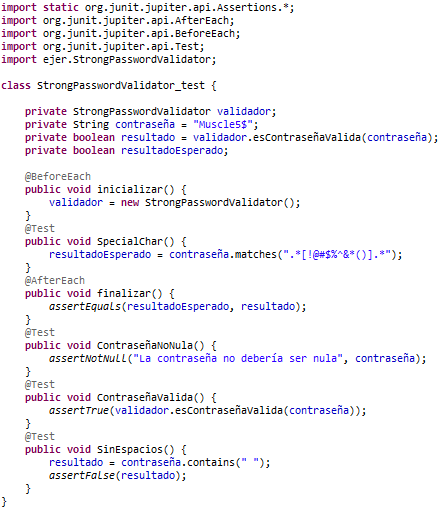 import static org.junit.jupiter.api.Assertions.*;
import org.junit.jupiter.api.AfterEach;
import org.junit.jupiter.api.BeforeEach;
import org.junit.jupiter.api.Test;
import ejer.StrongPasswordValidator;

class StrongPasswordValidator_test {

    private StrongPasswordValidator validador;
    private String contraseña = "Muscle5$";
    private boolean resultado = validador.esContraseñaValida(contraseña);
    private boolean resultadoEsperado;

    @BeforeEach
    public void inicializar() {
        validador = new StrongPasswordValidator();
    }
    @Test
    public void SpecialChar() {
        resultadoEsperado = contraseña.matches(".*[!@#$%^&*()].*");
    }
    @AfterEach
    public void finalizar() {
        assertEquals(resultadoEsperado, resultado);
    }
    @Test
    public void ContraseñaNoNula() {
        assertNotNull("La contraseña no debería ser nula", contraseña);
    }
    @Test
    public void ContraseñaValida() {
        assertTrue(validador.esContraseñaValida(contraseña));
    }
    @Test
    public void SinEspacios() {
        resultado = contraseña.contains(" ");
        assertFalse(resultado);
    }
}